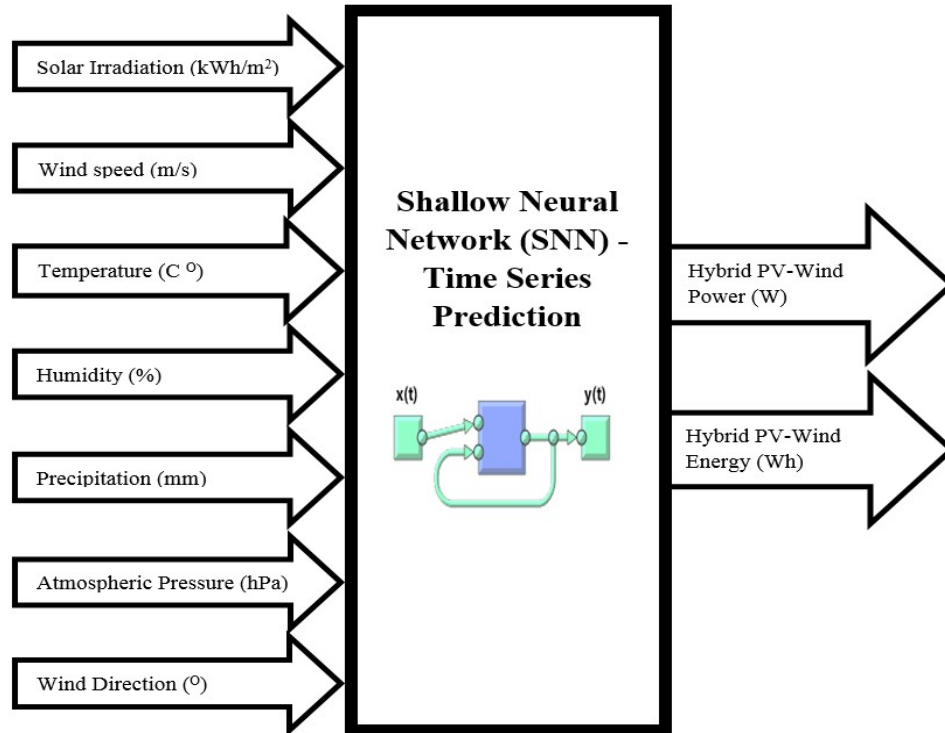 Solar Irradiation (kWh/m²)
Wind speed (m/s)
Temperature (C ᴼ)
Humidity (%)
Precipitation (mm)
Atmospheric Pressure (hPa)
Wind Direction (ᴼ)
Shallow Neural
Network (SNN) -
Time Series
Prediction
x(t)
y(t)
Hybrid PV-Wind
Power (W)
Hybrid PV-Wind
Energy (Wh)